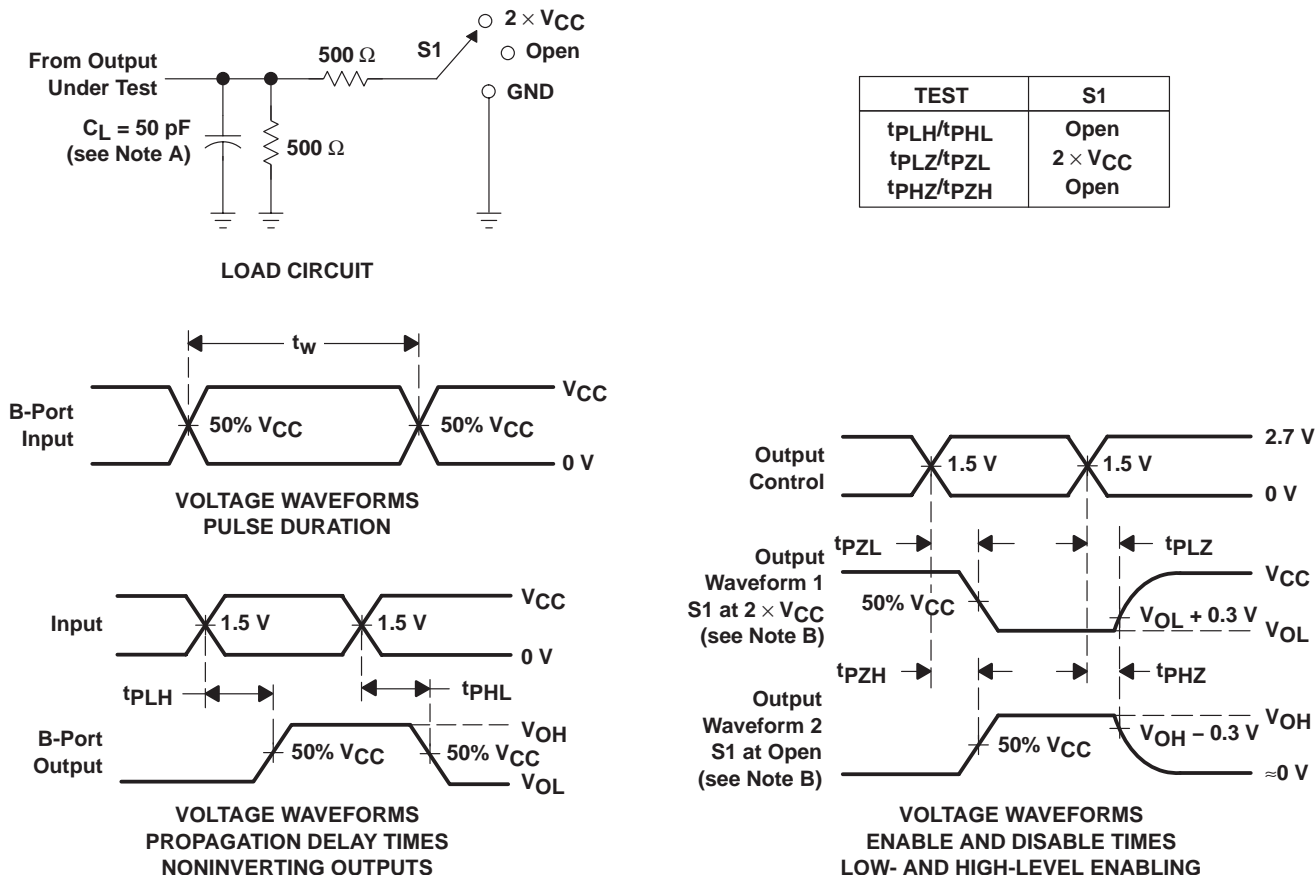 2 × VCC
S1
Open
500 Ω
From Output
Under Test
GND
CL = 50 pF
(see Note A)
500 Ω
LOAD CIRCUIT
TEST S1
tPLH/tPHL Open
tPLZ/tPZL 2 × VCC
tPHZ/tPZH Open
tw
VCC
B-Port
Input
50% VCC
50% VCC
0 V
VOLTAGE WAVEFORMS
PULSE DURATION
Input
VCC
1.5 V
1.5 V
0 V
tPLH
tPHL
B-Port
Output
VOH
50% VCC
50% VCC
VOL
VOLTAGE WAVEFORMS
PROPAGATION DELAY TIMES
NONINVERTING OUTPUTS
Output
Control
2.7 V
1.5 V
1.5 V
0 V
tPZL
tPLZ
Output
Waveform 1
S1 at 2 × VCC
(see Note B)
VCC
50% VCC
VOL + 0.3 V
VOL
tPZH
tPHZ
Output
Waveform 2
S1 at Open
(see Note B)
VOH
50% VCC
VOH − 0.3 V
≈0 V
VOLTAGE WAVEFORMS
ENABLE AND DISABLE TIMES
LOW- AND HIGH-LEVEL ENABLING